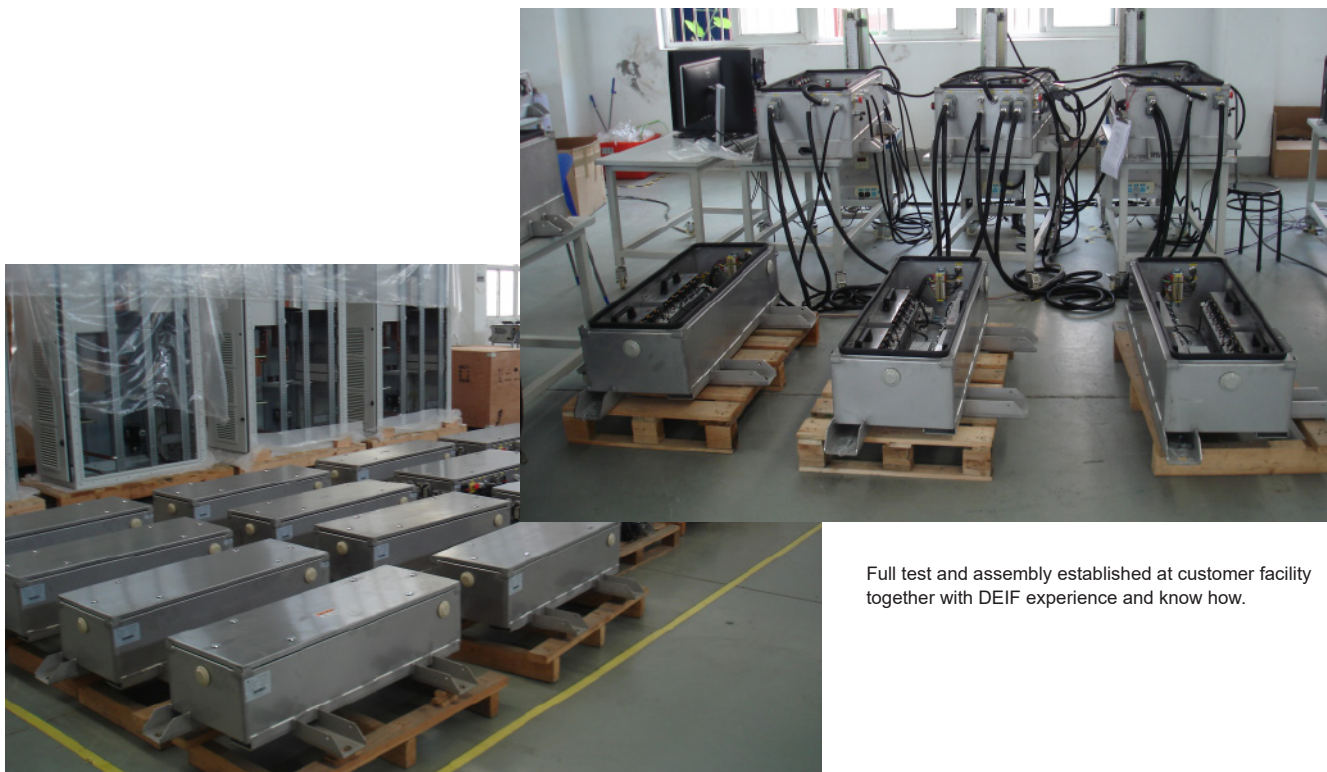 Full test and assembly established at customer facility
together with DEIF experience and know how.